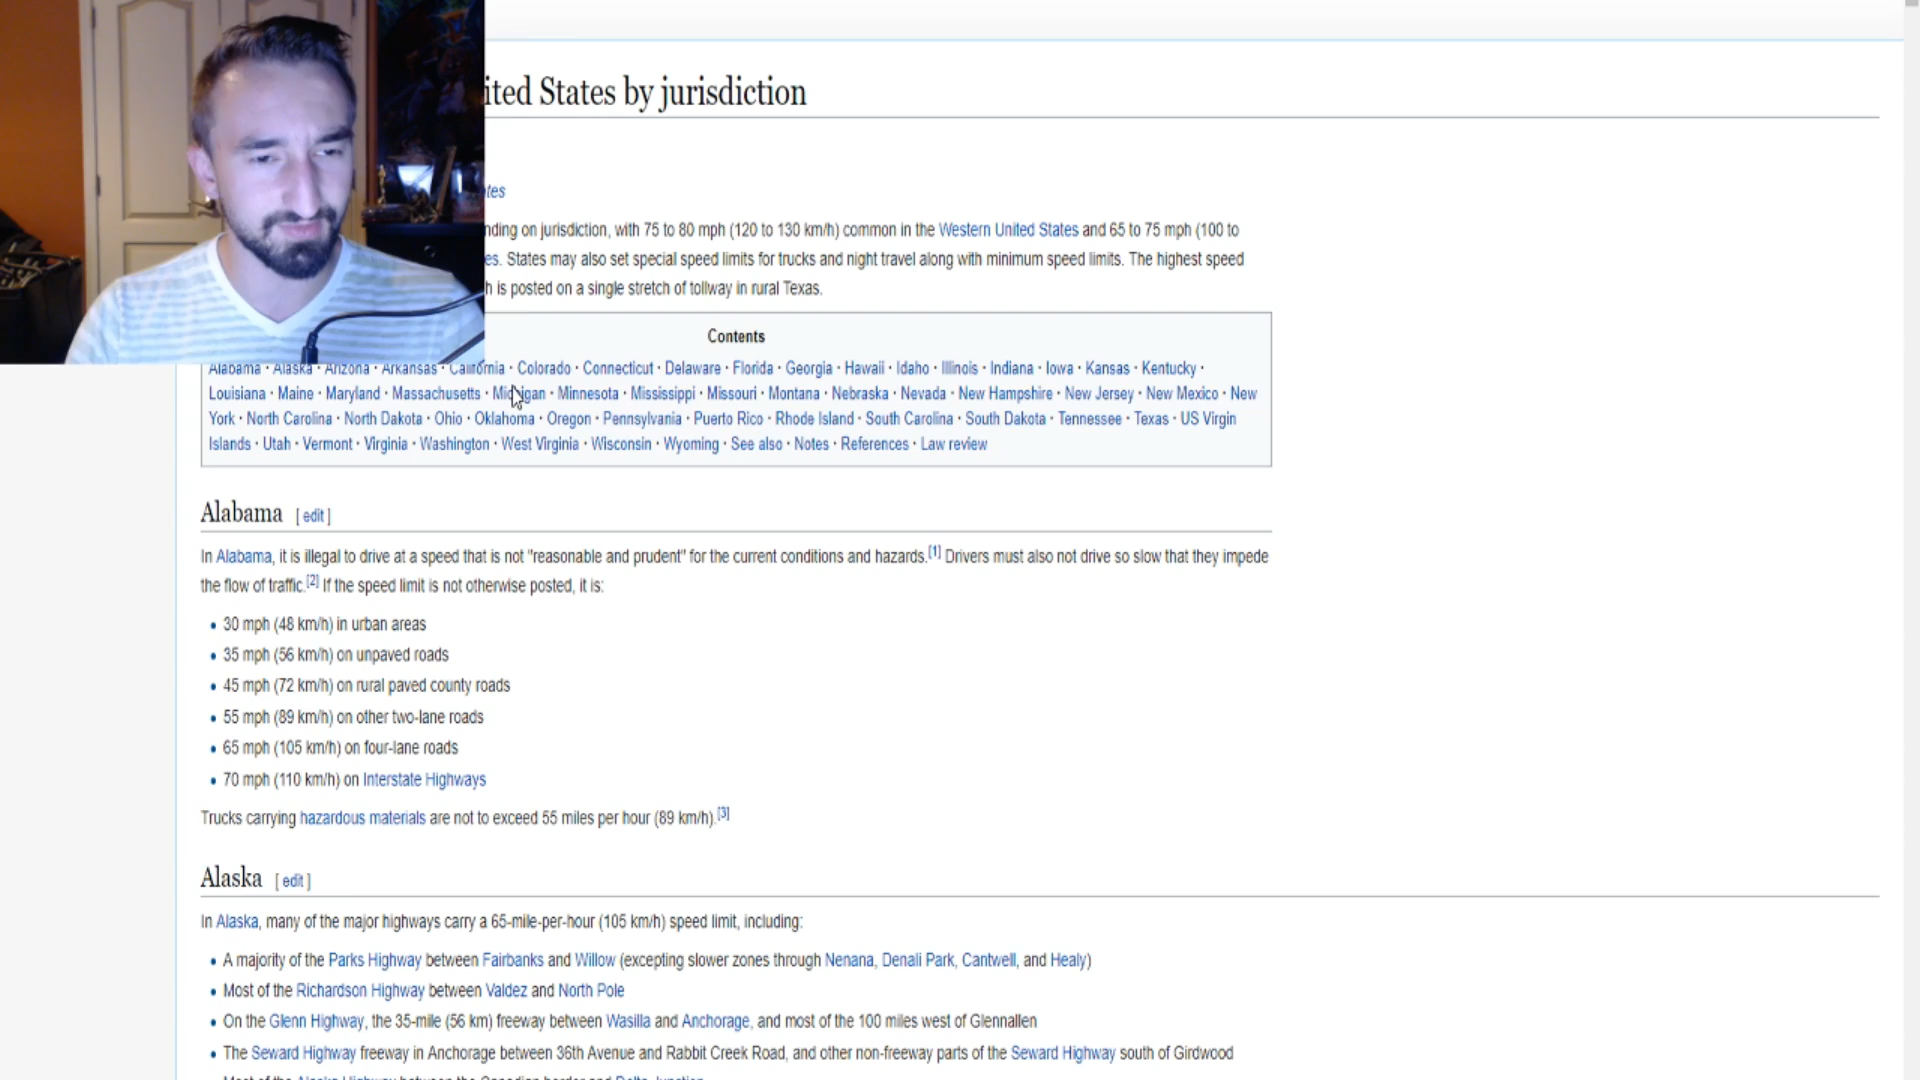 ited States by jurisdiction
tes
nding on jurisdiction, with 75 to 80 mph (120 to 130 km/h) common in the Western United States and 65 to 75 mph (100 to
es. States may also set special speed limits for trucks and night travel along with minimum speed limits. The highest speed
h is posted on a single stretch of tollway in rural Texas.
Contents
Alabama · Alaska · Arizona · Arkansas · California · Colorado · Connecticut · Delaware · Florida · Georgia · Hawaii · Idaho · Illinois · Indiana · Iowa · Kansas · Kentucky ·
Louisiana · Maine · Maryland · Massachusetts · Michigan · Minnesota · Mississippi · Missouri · Montana · Nebraska · Nevada · New Hampshire · New Jersey · New Mexico · New
York · North Carolina · North Dakota · Ohio · Oklahoma · Oregon · Pennsylvania · Puerto Rico · Rhode Island · South Carolina · South Dakota · Tennessee · Texas · US Virgin
Islands · Utah · Vermont · Virginia · Washington · West Virginia · Wisconsin · Wyoming · See also · Notes · References · Law review
Alabama [ edit ]
In Alabama, it is illegal to drive at a speed that is not "reasonable and prudent" for the current conditions and hazards.[1] Drivers must also not drive so slow that they impede
the flow of traffic.[2] If the speed limit is not otherwise posted, it is:
• 30 mph (48 km/h) in urban areas
• 35 mph (56 km/h) on unpaved roads
• 45 mph (72 km/h) on rural paved county roads
• 55 mph (89 km/h) on other two-lane roads
• 65 mph (105 km/h) on four-lane roads
• 70 mph (110 km/h) on Interstate Highways
Trucks carrying hazardous materials are not to exceed 55 miles per hour (89 km/h).[3]
Alaska [ edit ]
In Alaska, many of the major highways carry a 65-mile-per-hour (105 km/h) speed limit, including:
• A majority of the Parks Highway between Fairbanks and Willow (excepting slower zones through Nenana, Denali Park, Cantwell, and Healy)
• Most of the Richardson Highway between Valdez and North Pole
• On the Glenn Highway, the 35-mile (56 km) freeway between Wasilla and Anchorage, and most of the 100 miles west of Glennallen
• The Seward Highway freeway in Anchorage between 36th Avenue and Rabbit Creek Road, and other non-freeway parts of the Seward Highway south of Girdwood
Most of the Alaska Highway between the Canadian border and Delta Junction